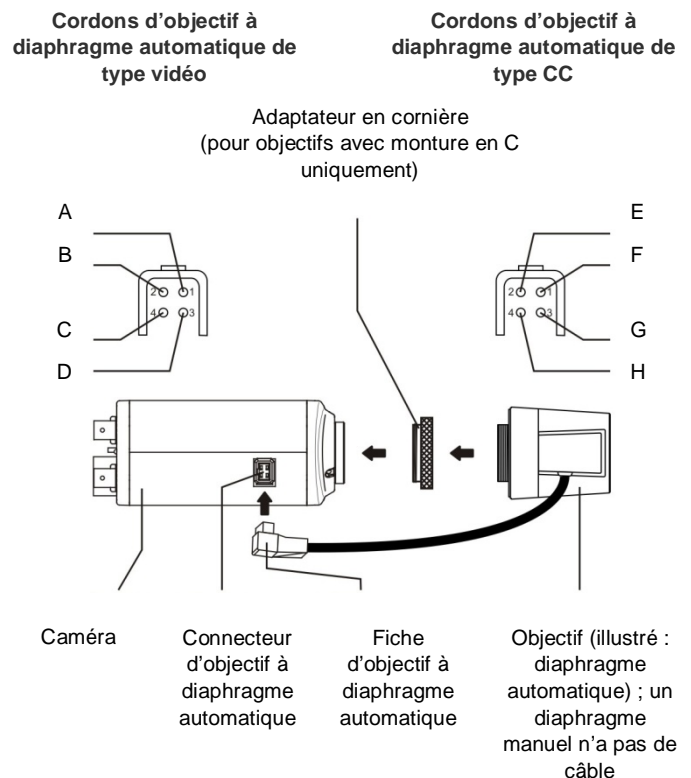 Cordons d’objectif à
diaphragme automatique de
type vidéo
Cordons d’objectif à
diaphragme automatique de
type CC
Adaptateur en cornière
(pour objectifs avec monture en C
uniquement)
A
B
C
D
E
F
G
H
2 1
4 3
2 1
4 3
Caméra
Connecteur
d’objectif à
diaphragme
automatique
Fiche
d’objectif à
diaphragme
automatique
Objectif (illustré :
diaphragme
automatique) ; un
diaphragme
manuel n’a pas de
câble